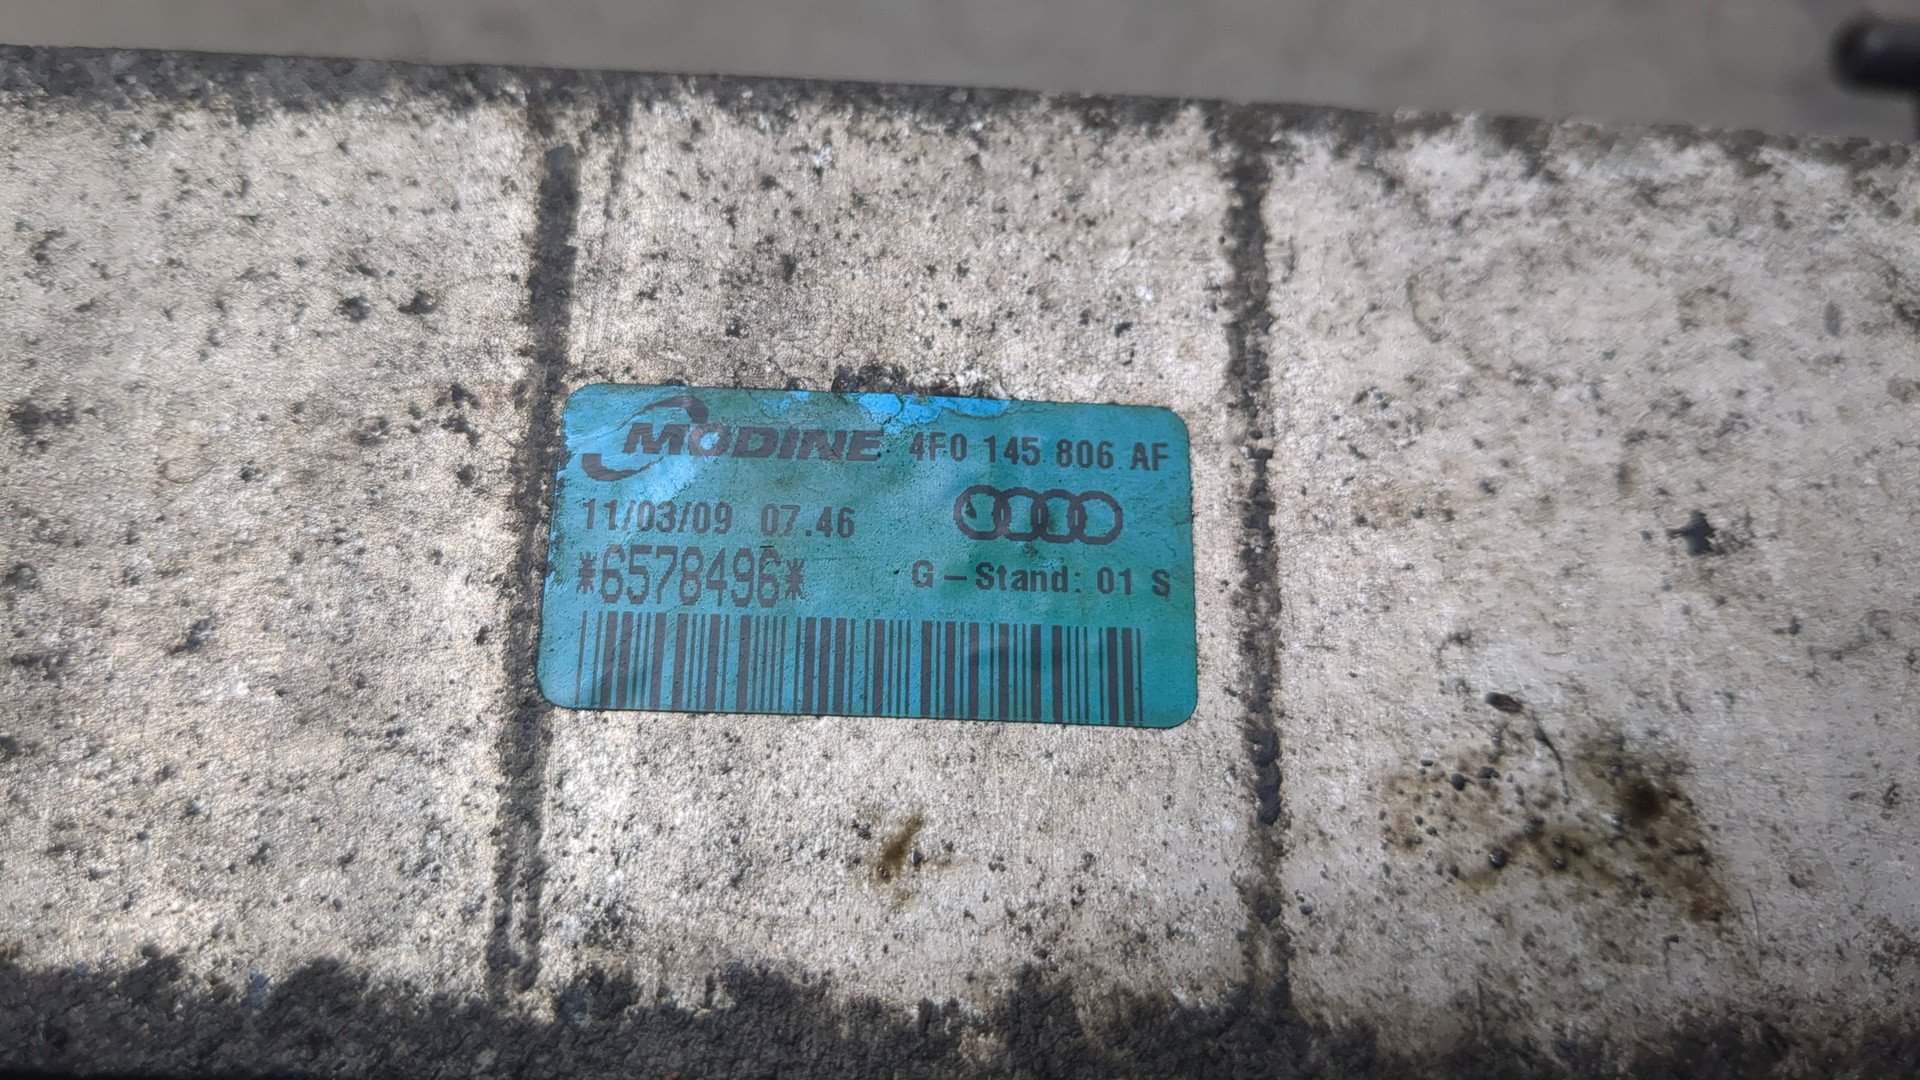 MODINE 4F0 145 806 AF
11/03/09 07.46
*6578496*
G – Stand: 01 S